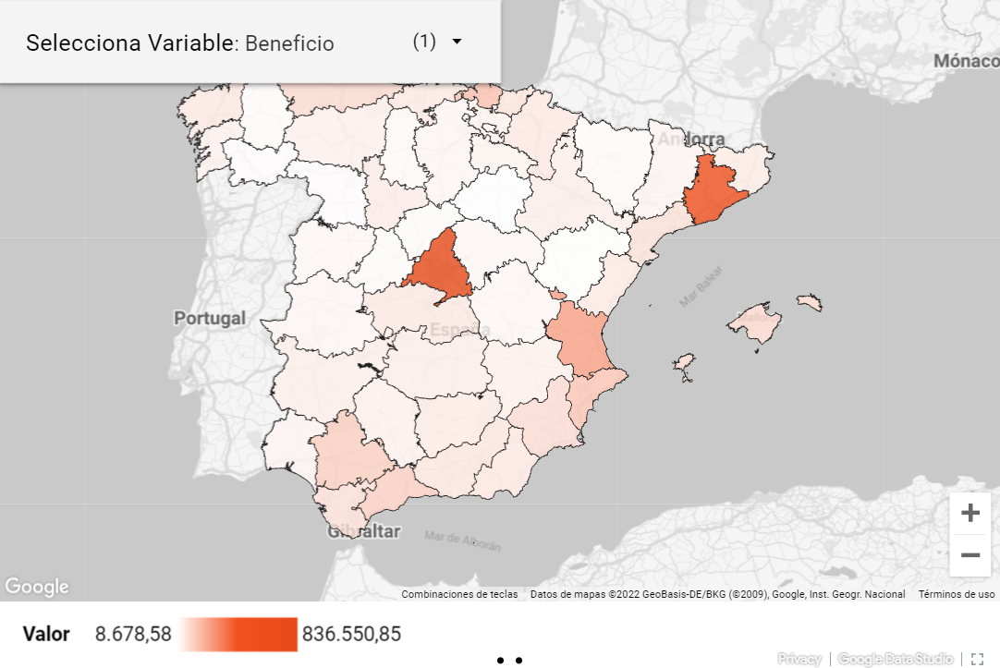 Selecciona Variable: Beneficio (1)
Mónaco
Andorra
Mar Balear
Portugal
España
Mallorca
Gibraltar
Mar de Alborán
+
−
Google
Combinaciones de teclas Datos de mapas ©2022 GeoBasis-DE/BKG (©2009), Google, Inst. Geogr. Nacional Términos de uso
Valor 8.678,58 836.550,85
Privacy | Google Data Studio |